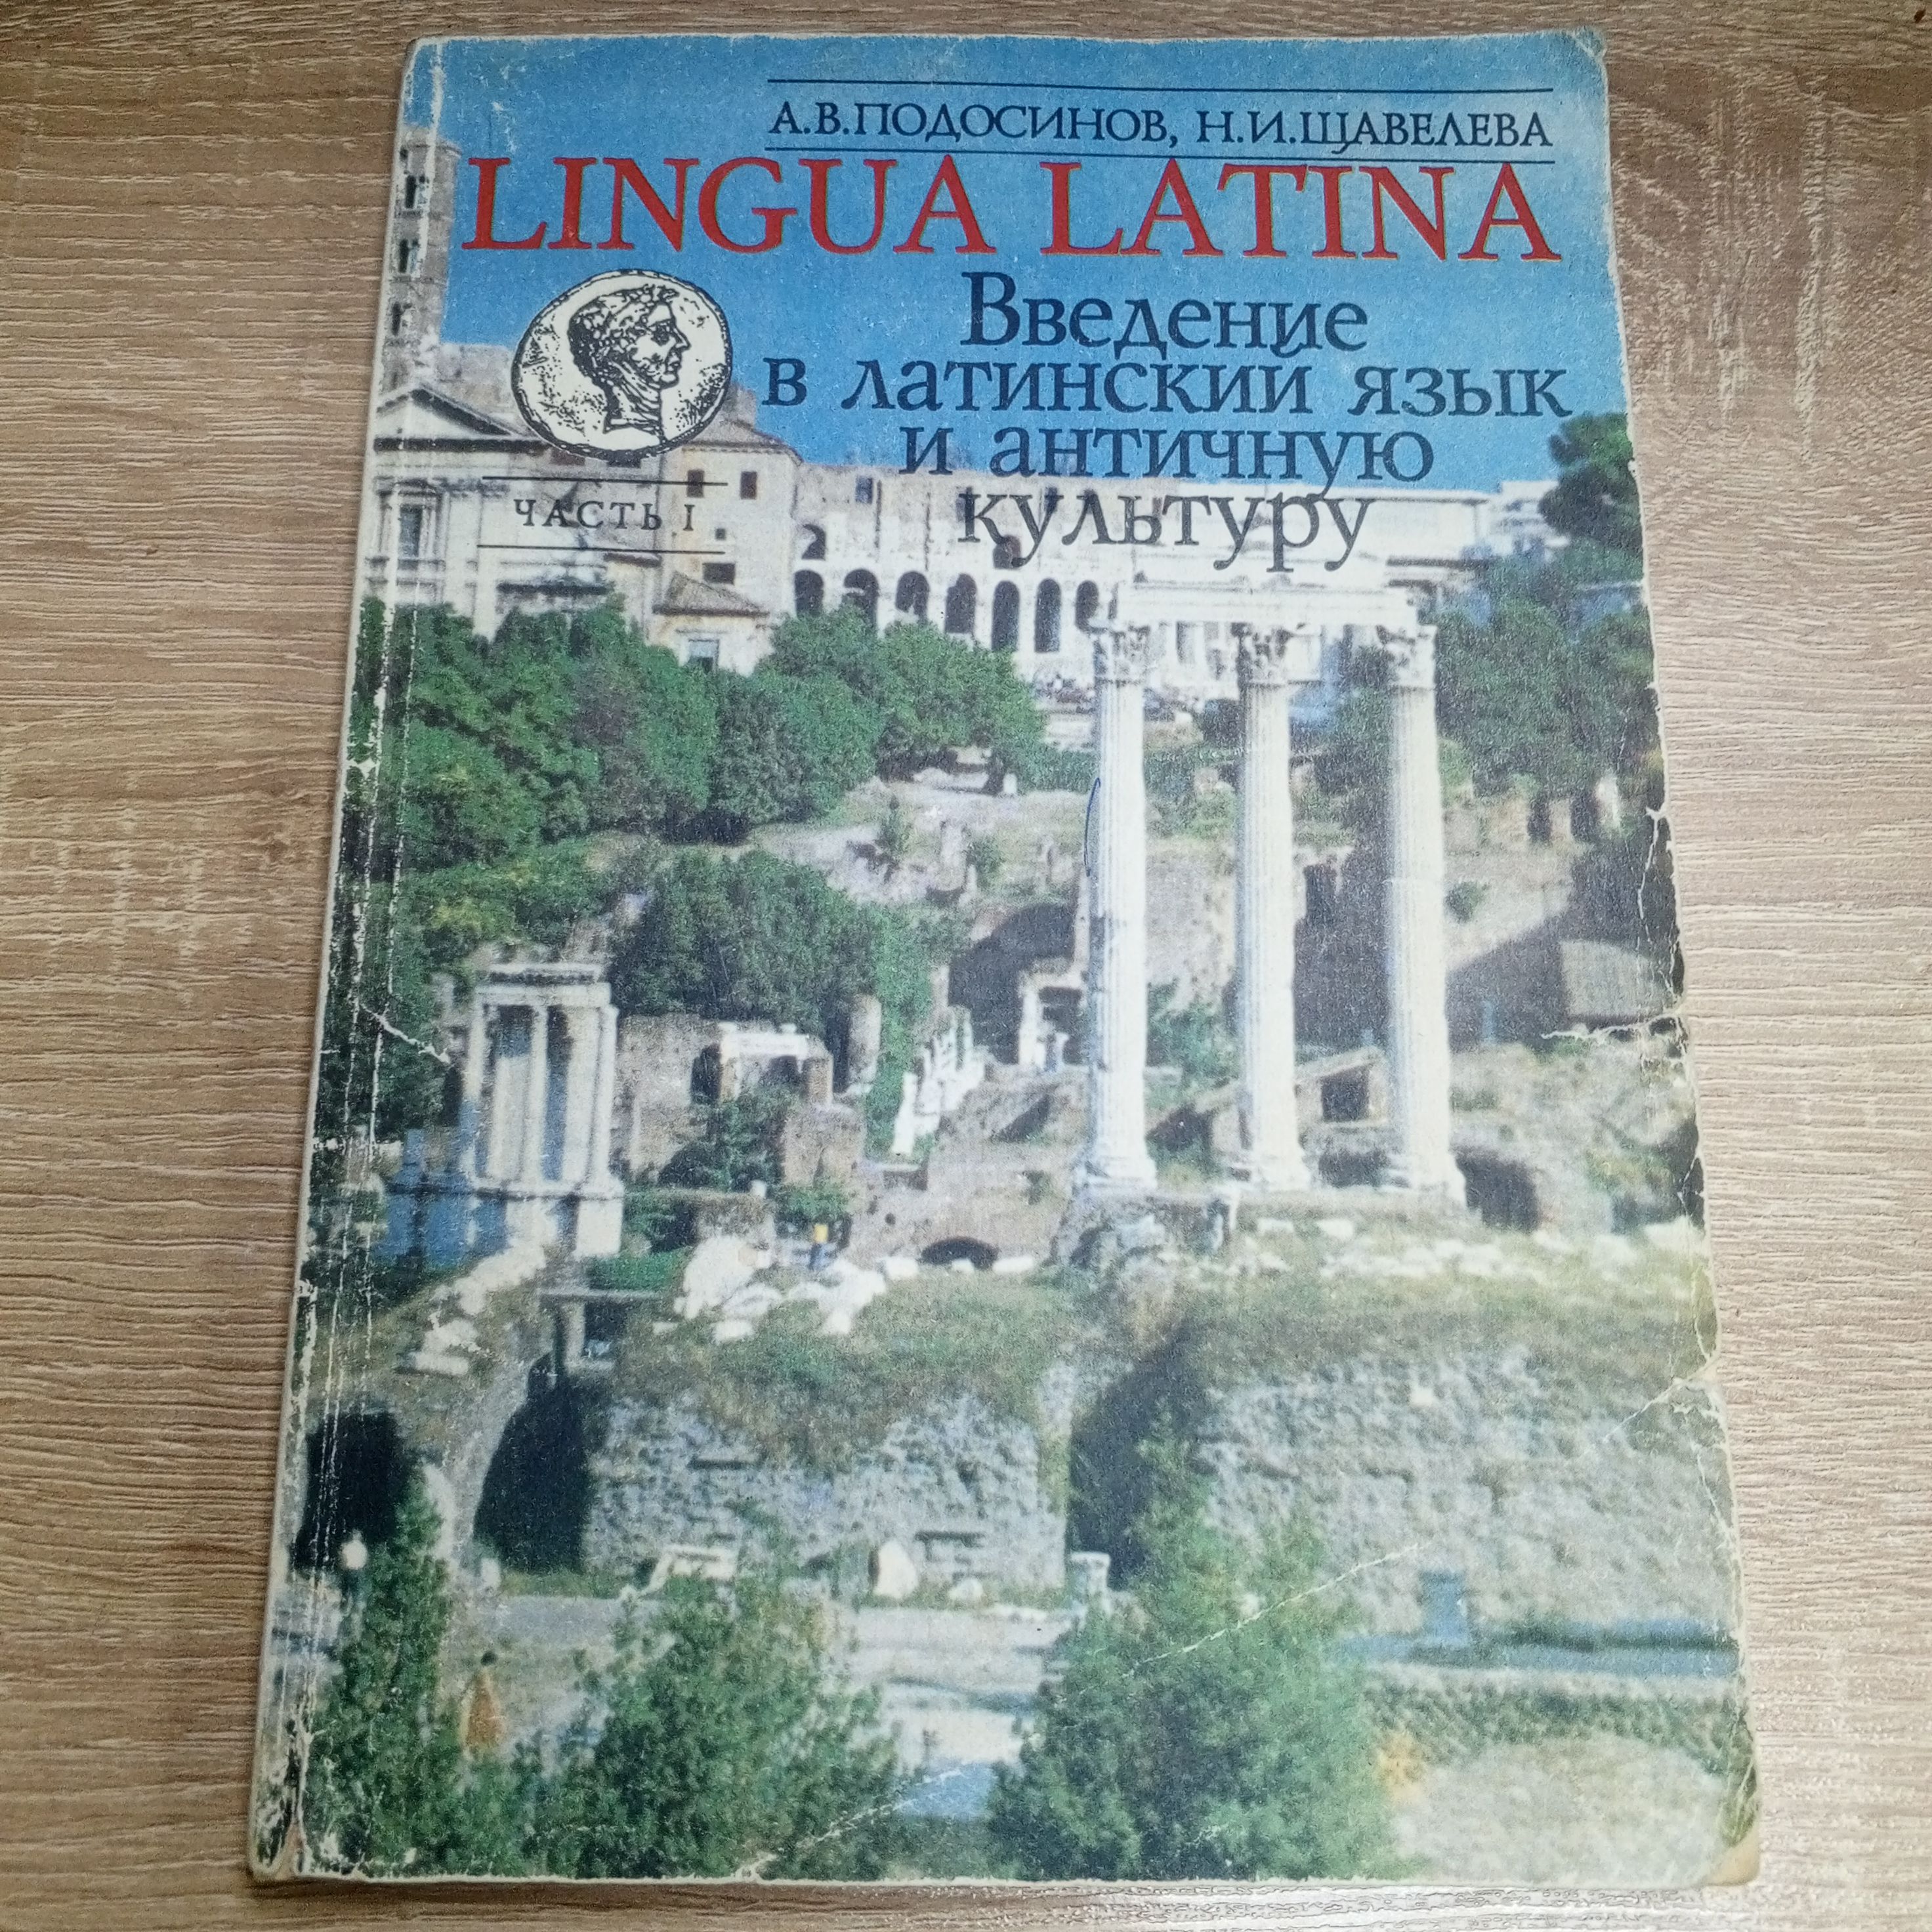 А.В.ПОДОСИНОВ, Н.И.ЩАВЕЛЕВА
LINGUA LATINA
Введение
в латинский язык
и античную
культуру
ЧАСТЬ I